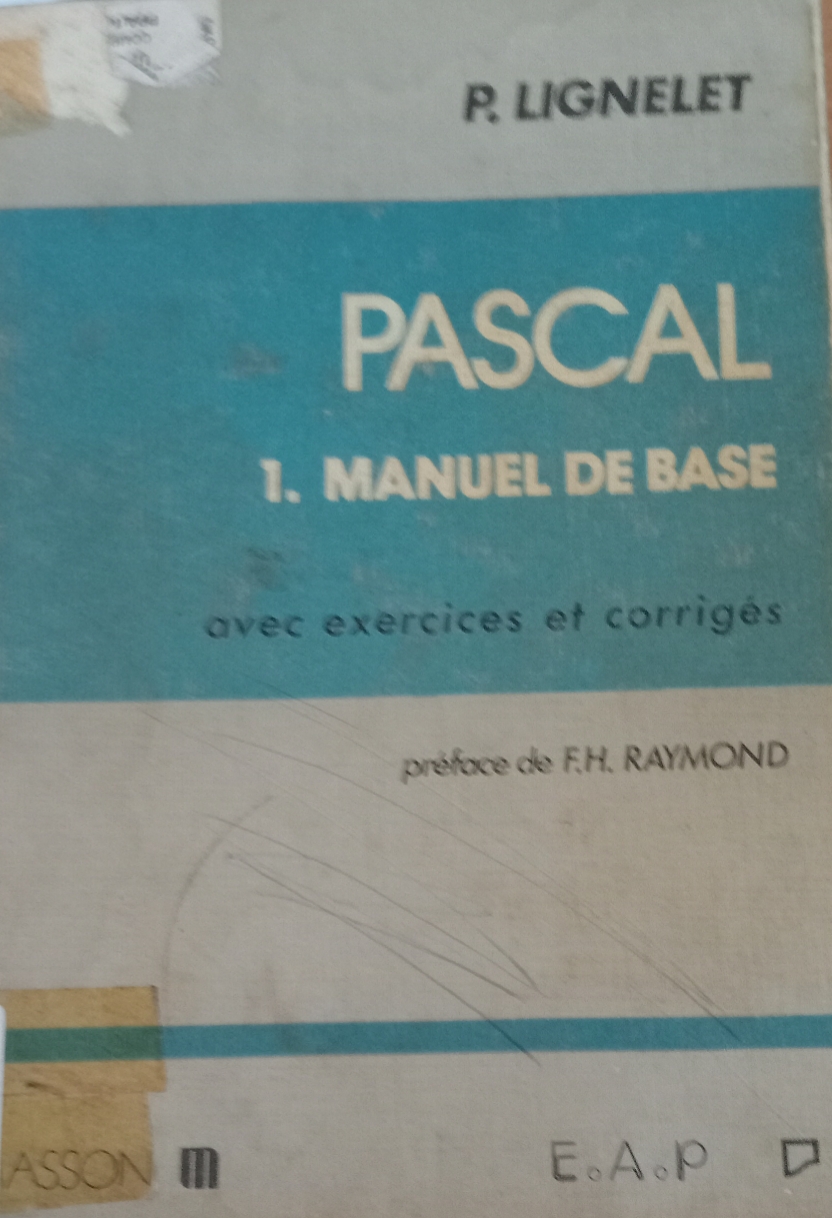 P. LIGNELET
PASCAL
1. MANUEL DE BASE
avec exercices et corrigés
préface de F.H. RAYMOND
ASSON m
E.A.P